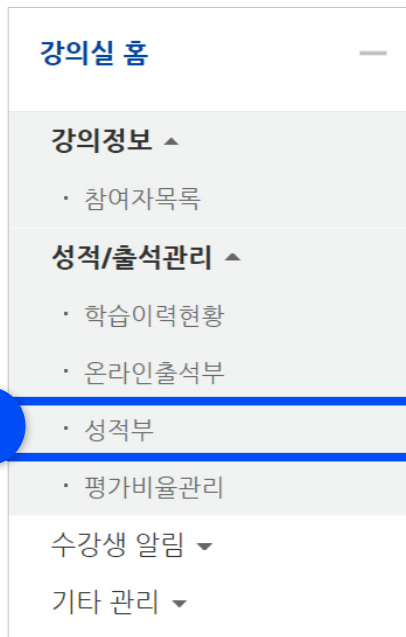 강의실 홈
강의정보
· 참여자목록
성적/출석관리
· 학습이력현황
· 온라인출석부
· 성적부
· 평가비율관리
수강생 알림
기타 관리